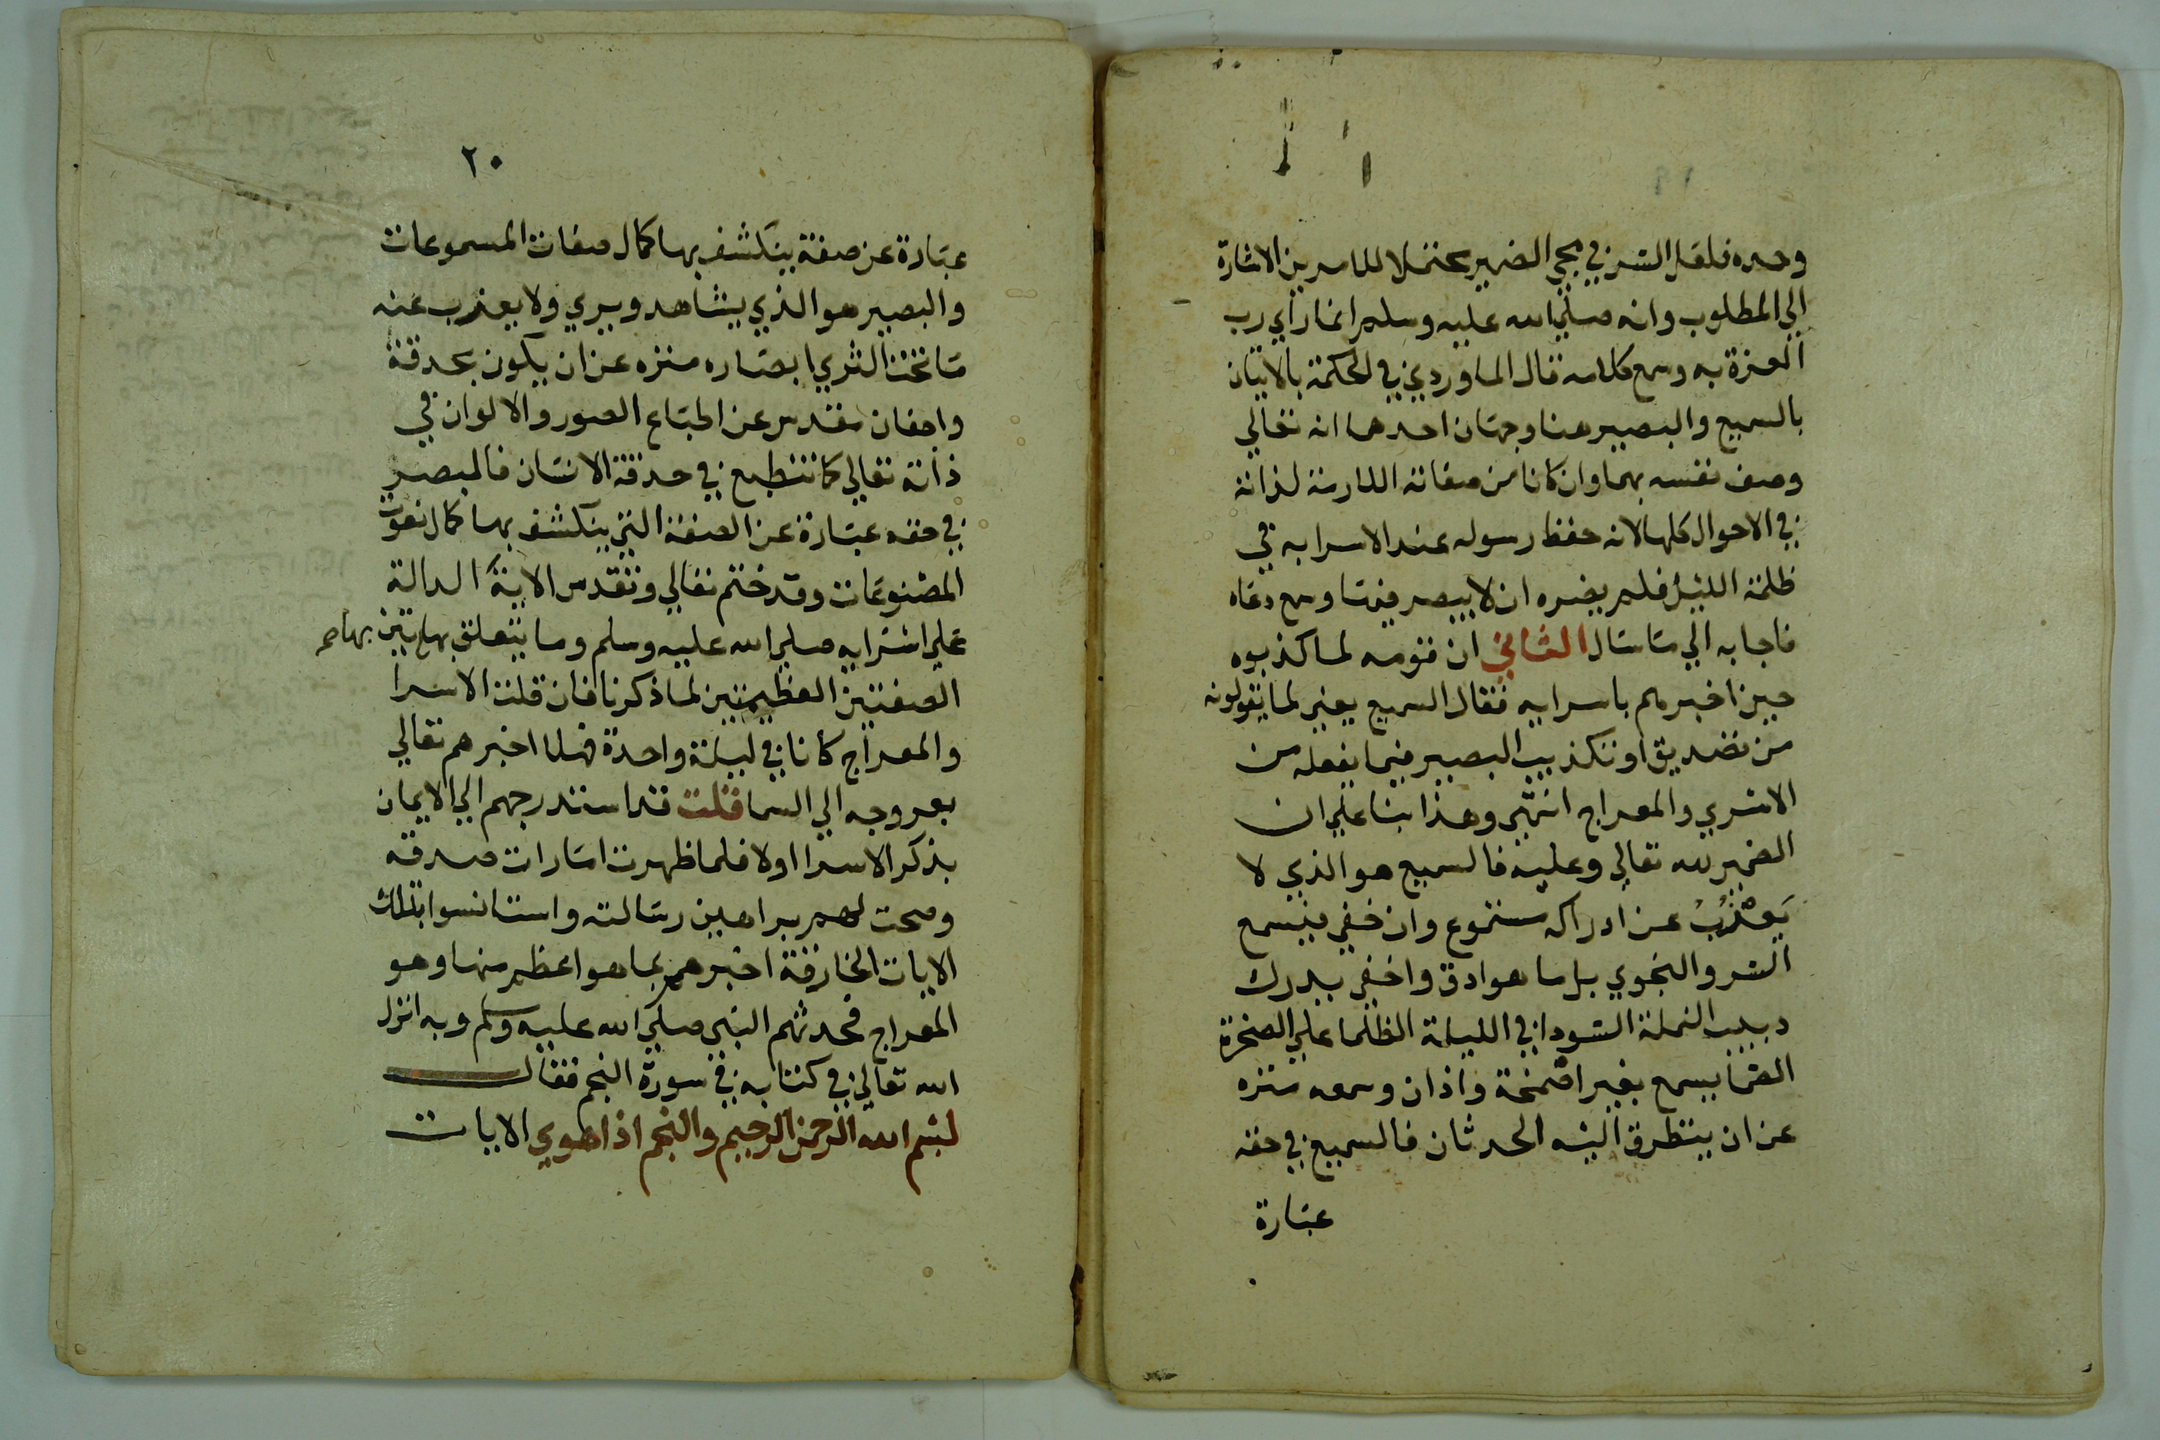 وحده فلعل السر في مجي الضمير محتملا للامرين الاشارة
الي المطلوب وانه صلي الله عليه وسلم انما راي رب
العزة به وسمع كلامه قال الماوردي في الحكمة بالاتيان
بالسميع والبصير هنا وجهان احدهما انه تعالي
وصف نفسه بهما وان كانا من صفاته اللازمة لذاته
في الاحوال كلها لانه حفظ رسوله عند الاسرا به في
ظلمة الليل فلم يضره ان لا يبصر فيها وسمع دعاه
فاجابه الي ما سال الثاني ان قومه لما كذبوه
حين اخبرهم باسرايه فقال السميع يعني لما يقولونه
من تصديق او تكذيب البصير فيما يفعله من
الاسري والمعراج انتهي وهذا بنا علي ان
الضمير لله تعالي وعليه فالسميع هو الذي لا
يَعْزُبُ عن ادراكه مسموع وان خفي فيسمع
السر والنجوي بل ما هو ادق واخفي يدرك
دبيب النملة السودا في الليلة الظلما علي الصخرة
الصما يسمع بغير اصمخة واذان وسمعه منزه
عن ان يتطرق اليه الحدثان فالسميع في حقه
عبارة
٢٠
عبارة عن صفة ينكشف بها كمال صفات المسموعات
والبصير هو الذي يشاهد ويري ولا يعزب عنه
ما تحت الثري ابصاره منزه عن ان يكون بحدقة
واجفان مقدس عن انطباع الصور والالوان في
ذاته تعالي كما تنطبع في حدقة الانسان فالبصير
في حقه عبارة عن الصفة التي ينكشف بها كمال نعوت
المصنوعات وقد ختم تعالي وتقدس الاية الدالة
علي اسرايه صلي الله عليه وسلم وما يتعلق بها بهاتين
الصفتين العظيمتين لما ذكرنا فان قلت الاسرا
والمعراج كانا في ليلة واحدة فهلا اخبرهم تعالي
بعروجه الي السما قلت قد استدرجهم الي الايمان
بذكر الاسرا اولا فلما ظهرت امارات صدقه
وصحت لهم براهين رسالته واستانسوا بتلك
الايات الخارقة اخبرهم بما هو اعظم منها وهو
المعراج فحدثهم النبي صلي الله عليه وسلم وبه انزل
الله تعالي في كتابه في سورة النجم فقال
بسم الله الرحمن الرحيم والنجم اذا هوي الايات